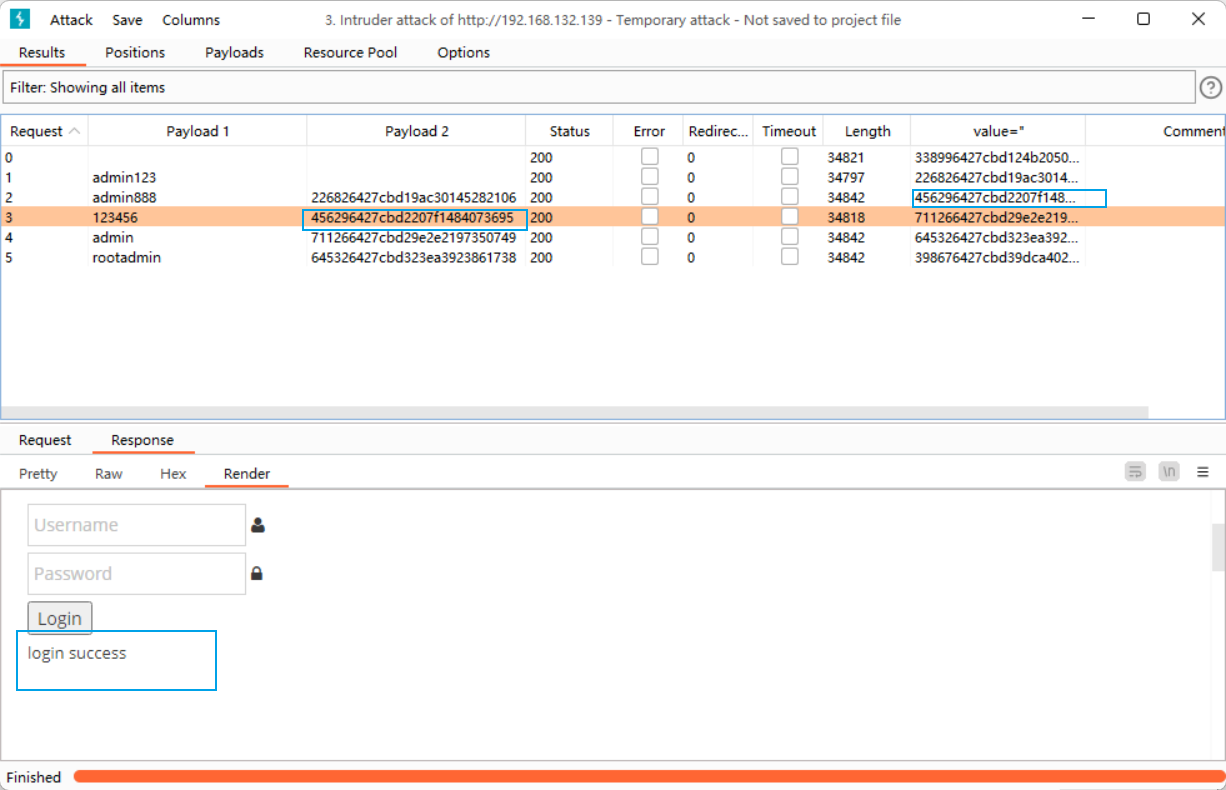 Attack Save Columns 3. Intruder attack of http://192.168.132.139 - Temporary attack - Not saved to project file
Results Positions Payloads Resource Pool Options
Filter: Showing all items
?
Request Payload 1 Payload 2 Status Error Redirec... Timeout Length value=" Comment
0 200 0 34821 338996427cbd124b2050...
1 admin123 200 0 34797 226826427cbd19ac3014...
2 admin888 226826427cbd19ac30145282106 200 0 34842 456296427cbd2207f148...
3 123456 456296427cbd2207f1484073695 200 0 34818 711266427cbd29e2e219...
4 admin 711266427cbd29e2e2197350749 200 0 34842 645326427cbd323ea392...
5 rootadmin 645326427cbd323ea3923861738 200 0 34842 398676427cbd39dca402...
Request Response
Pretty Raw Hex Render \n
Username
Password
Login
login success
Finished